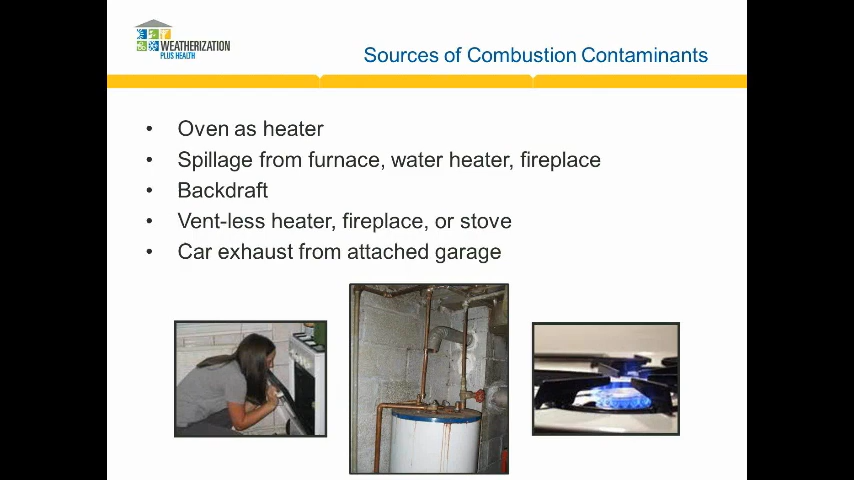 WEATHERIZATION
PLUS HEALTH
Sources of Combustion Contaminants
• Oven as heater
• Spillage from furnace, water heater, fireplace
• Backdraft
• Vent-less heater, fireplace, or stove
• Car exhaust from attached garage